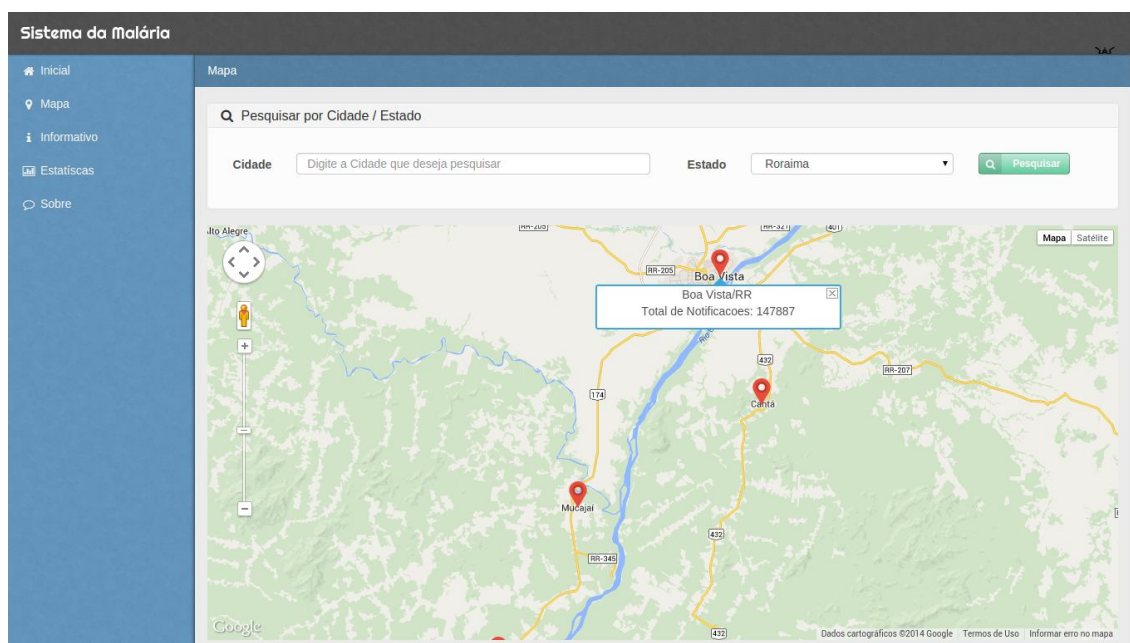 Sistema da Malária
Inicial
Mapa
Informativo
Estatíscas
Sobre
Mapa
Pesquisar por Cidade / Estado
Cidade
Digite a Cidade que deseja pesquisar
Estado
Roraima
Pesquisar
lto Alegre
RR-205
RR-321
401
Mapa
Satélite
RR-205
Boa Vista
Boa Vista/RR
Total de Notificacoes: 147887
432
RR-207
174
Cantá
Mucajaí
432
RR-345
432
Google
Dados cartográficos ©2014 Google
Termos de Uso
Informar erro no mapa